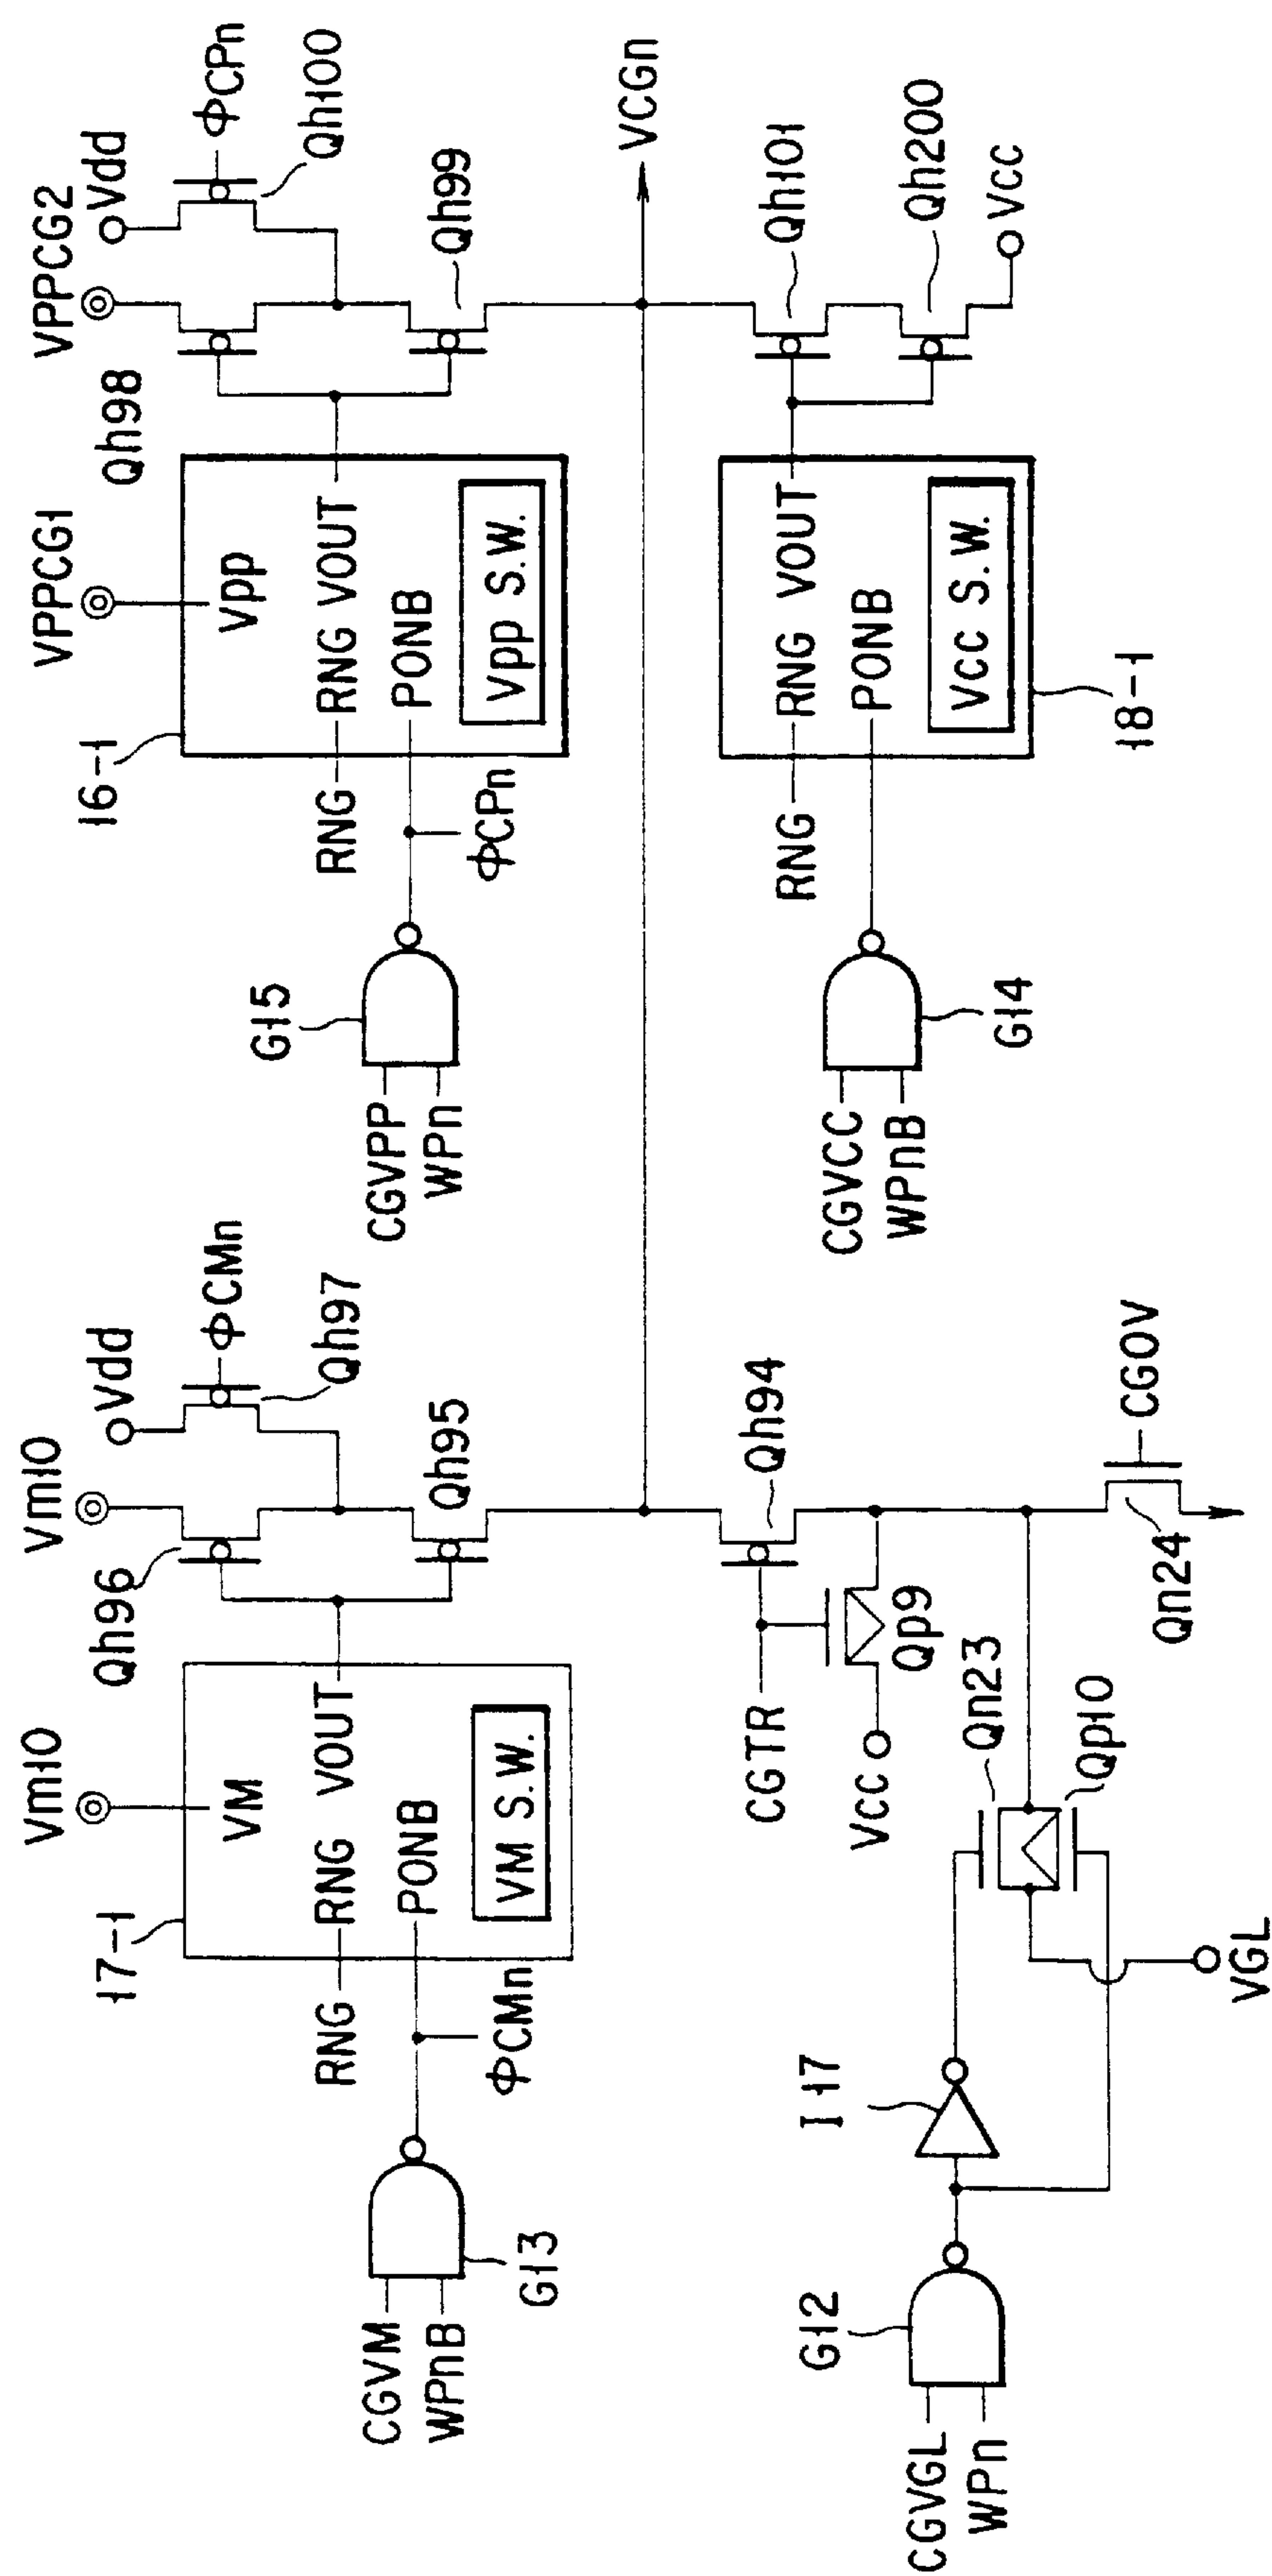 Vm10
Vm10
Vdd
ΦCMn
Qh96
Qh97
17-1
VM
RNG
RNG VOUT
PONB
VM S.W.
Qh95
ΦCMn
CGVM
WPnB
G13
VPPCG1
VPPCG2
Vdd
ΦCPn
Qh98
Qh100
16-1
Vpp
RNG
RNG VOUT
PONB
Vpp S.W.
Qh99
ΦCPn
G15
CGVPP
WPn
VCGn
CGTR
Qh94
Qp9
Vcc
CGVGL
WPn
G12
I17
Qn23
Qp10
VGL
Qn24
CG0V
RNG
RNG VOUT
PONB
Vcc S.W.
18-1
Qh101
Qh200
Vcc
CGVCC
WPnB
G14